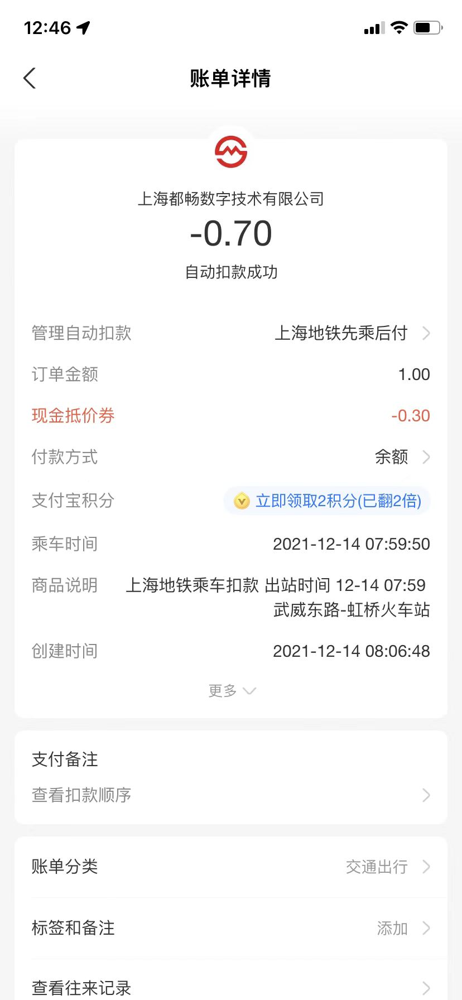 12:46
账单详情
上海都畅数字技术有限公司
-0.70
自动扣款成功
管理自动扣款 上海地铁先乘后付
订单金额 1.00
现金抵价券 -0.30
付款方式 余额
支付宝积分 立即领取2积分(已翻2倍)
乘车时间 2021-12-14 07:59:50
商品说明 上海地铁乘车扣款 出站时间 12-14 07:59
武威东路-虹桥火车站
创建时间 2021-12-14 08:06:48
更多
支付备注
查看扣款顺序
账单分类 交通出行
标签和备注 添加
查看往来记录